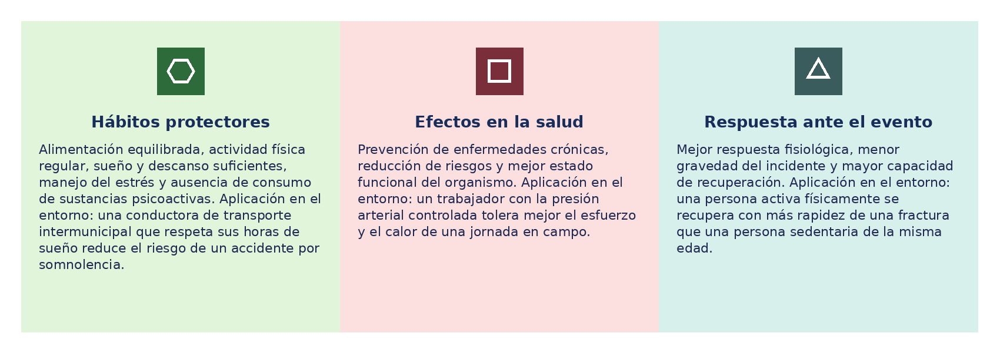 Hábitos protectores
Alimentación equilibrada, actividad física
regular, sueño y descanso suficientes,
manejo del estrés y ausencia de consumo
de sustancias psicoactivas. Aplicación en el
entorno: una conductora de transporte
intermunicipal que respeta sus horas de
sueño reduce el riesgo de un accidente por
somnolencia.
Efectos en la salud
Prevención de enfermedades crónicas,
reducción de riesgos y mejor estado
funcional del organismo. Aplicación en el
entorno: un trabajador con la presión
arterial controlada tolera mejor el esfuerzo
y el calor de una jornada en campo.
Respuesta ante el evento
Mejor respuesta fisiológica, menor
gravedad del incidente y mayor capacidad
de recuperación. Aplicación en el entorno:
una persona activa físicamente se
recupera con más rapidez de una fractura
que una persona sedentaria de la misma
edad.